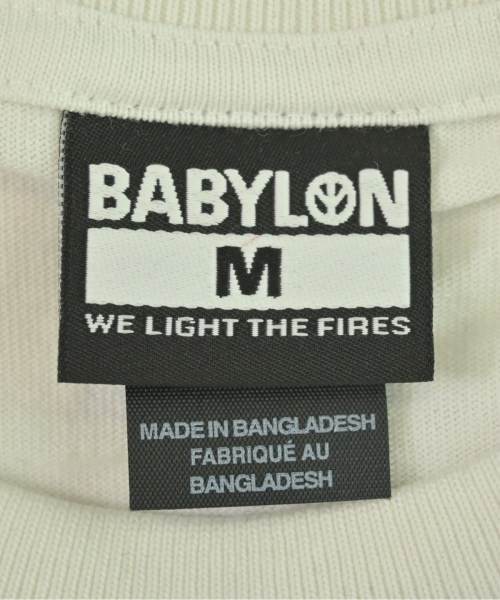 BABYLON
M
WE LIGHT THE FIRES
MADE IN BANGLADESH
FABRIQUÉ AU
BANGLADESH